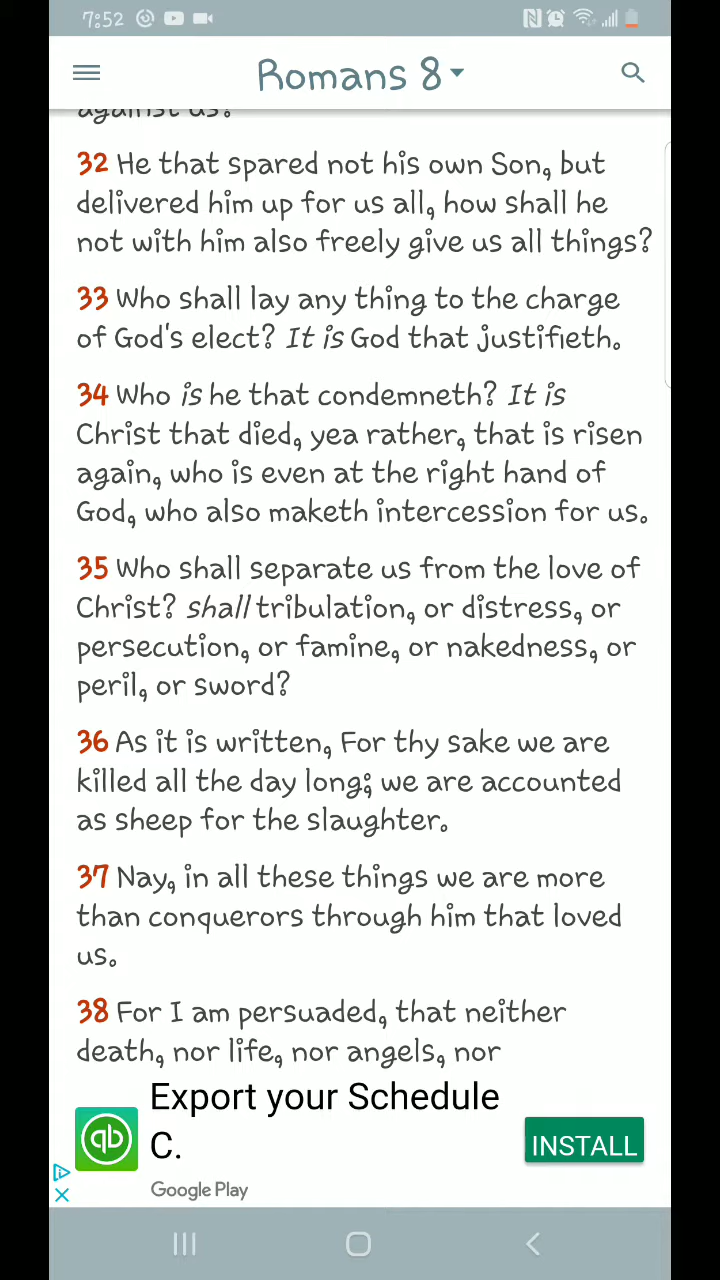 7:52
Romans 8
against us?
32 He that spared not his own Son, but
delivered him up for us all, how shall he
not with him also freely give us all things?
33 Who shall lay any thing to the charge
of God's elect? It is God that justifieth.
34 Who is he that condemneth? It is
Christ that died, yea rather, that is risen
again, who is even at the right hand of
God, who also maketh intercession for us.
35 Who shall separate us from the love of
Christ? shall tribulation, or distress, or
persecution, or famine, or nakedness, or
peril, or sword?
36 As it is written, For thy sake we are
killed all the day long; we are accounted
as sheep for the slaughter.
37 Nay, in all these things we are more
than conquerors through him that loved
us.
38 For I am persuaded, that neither
death, nor life, nor angels, nor
Export your Schedule
C.
qb
INSTALL
Google Play